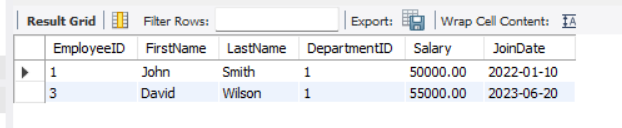 Result Grid Filter Rows: Export: Wrap Cell Content:
EmployeeID FirstName LastName DepartmentID Salary JoinDate
1 John Smith 1 50000.00 2022-01-10
3 David Wilson 1 55000.00 2023-06-20